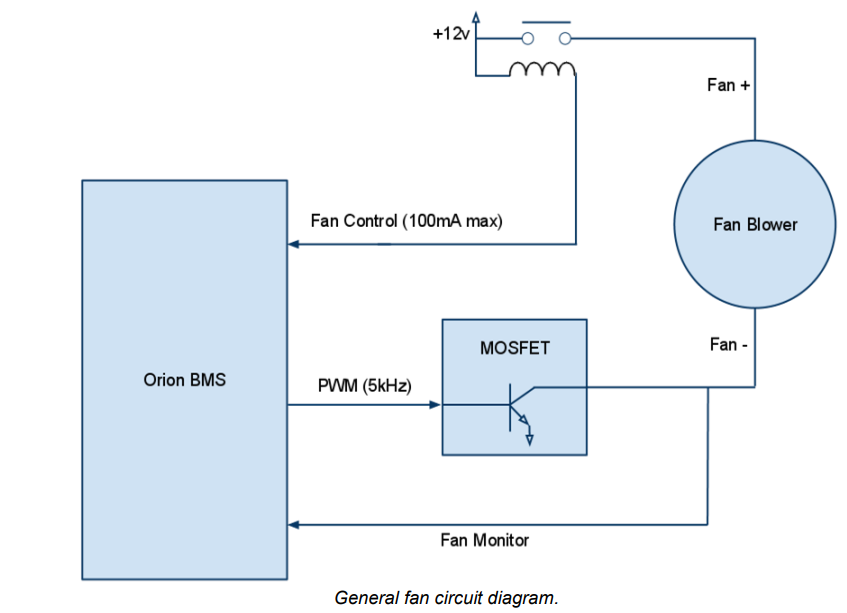 +12v
Fan +
Fan Control (100mA max)
Fan Blower
MOSFET
Fan -
Orion BMS
PWM (5kHz)
Fan Monitor
General fan circuit diagram.